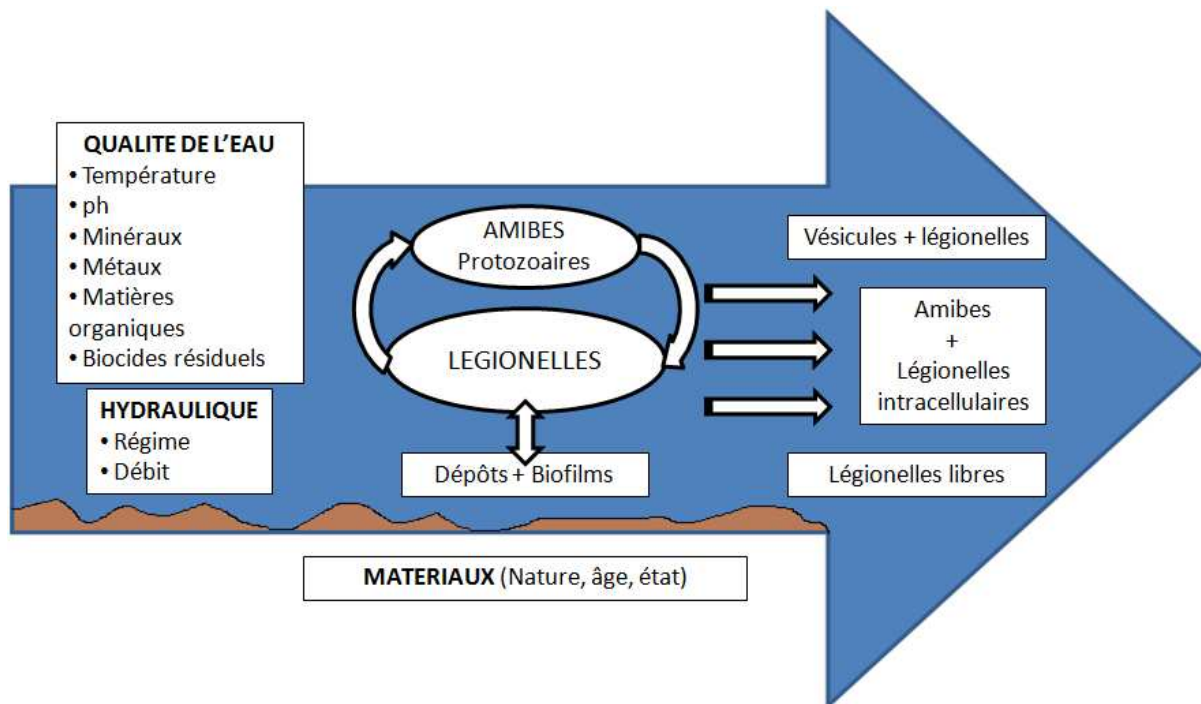 QUALITE DE L'EAU
• Température
• ph
• Minéraux
• Métaux
• Matières
organiques
• Biocides résiduels
HYDRAULIQUE
• Régime
• Débit
AMIBES
Protozoaires
LEGIONELLES
Dépôts + Biofilms
Vésicules + légionelles
Amibes
+
Légionelles
intracellulaires
Légionelles libres
MATERIAUX (Nature, âge, état)